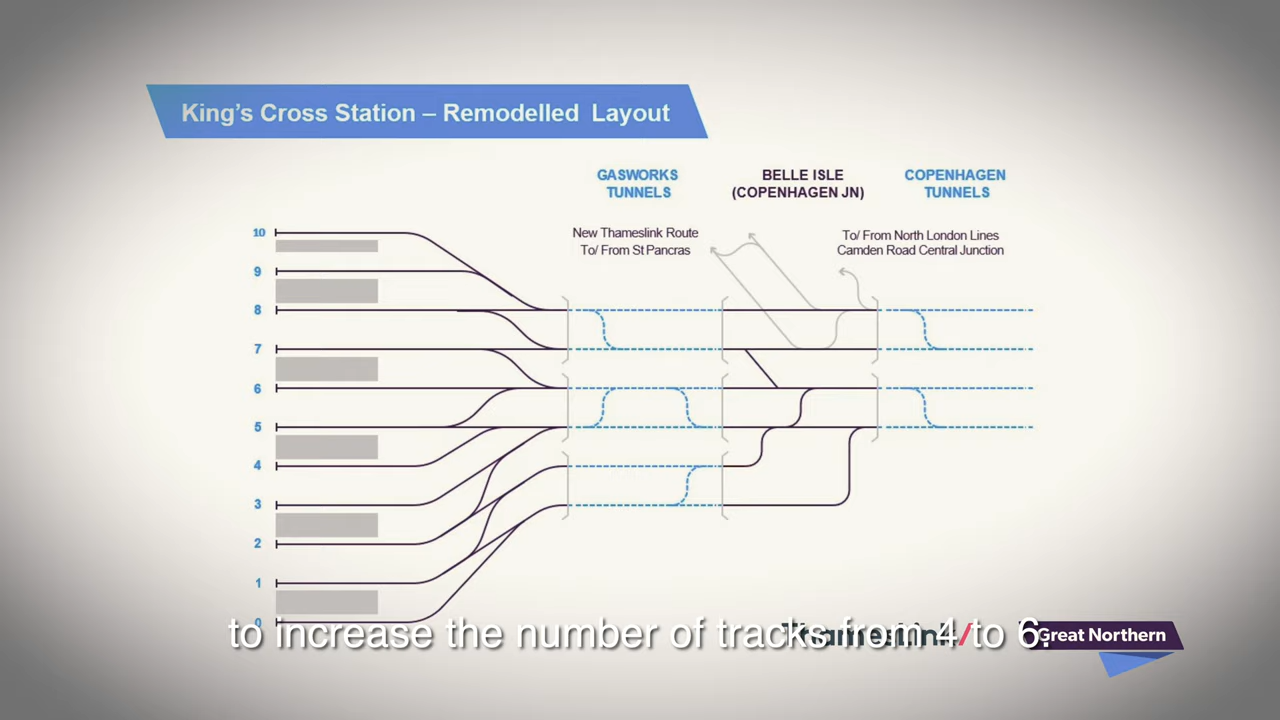 King's Cross Station – Remodelled Layout
GASWORKS
TUNNELS
BELLE ISLE
(COPENHAGEN JN)
COPENHAGEN
TUNNELS
New Thameslink Route
To/ From St Pancras
To/ From North London Lines
Camden Road Central Junction
10
9
8
7
6
5
4
3
2
1
0
to increase the number of tracks from 4 to 6.
Thameslink/
Great Northern